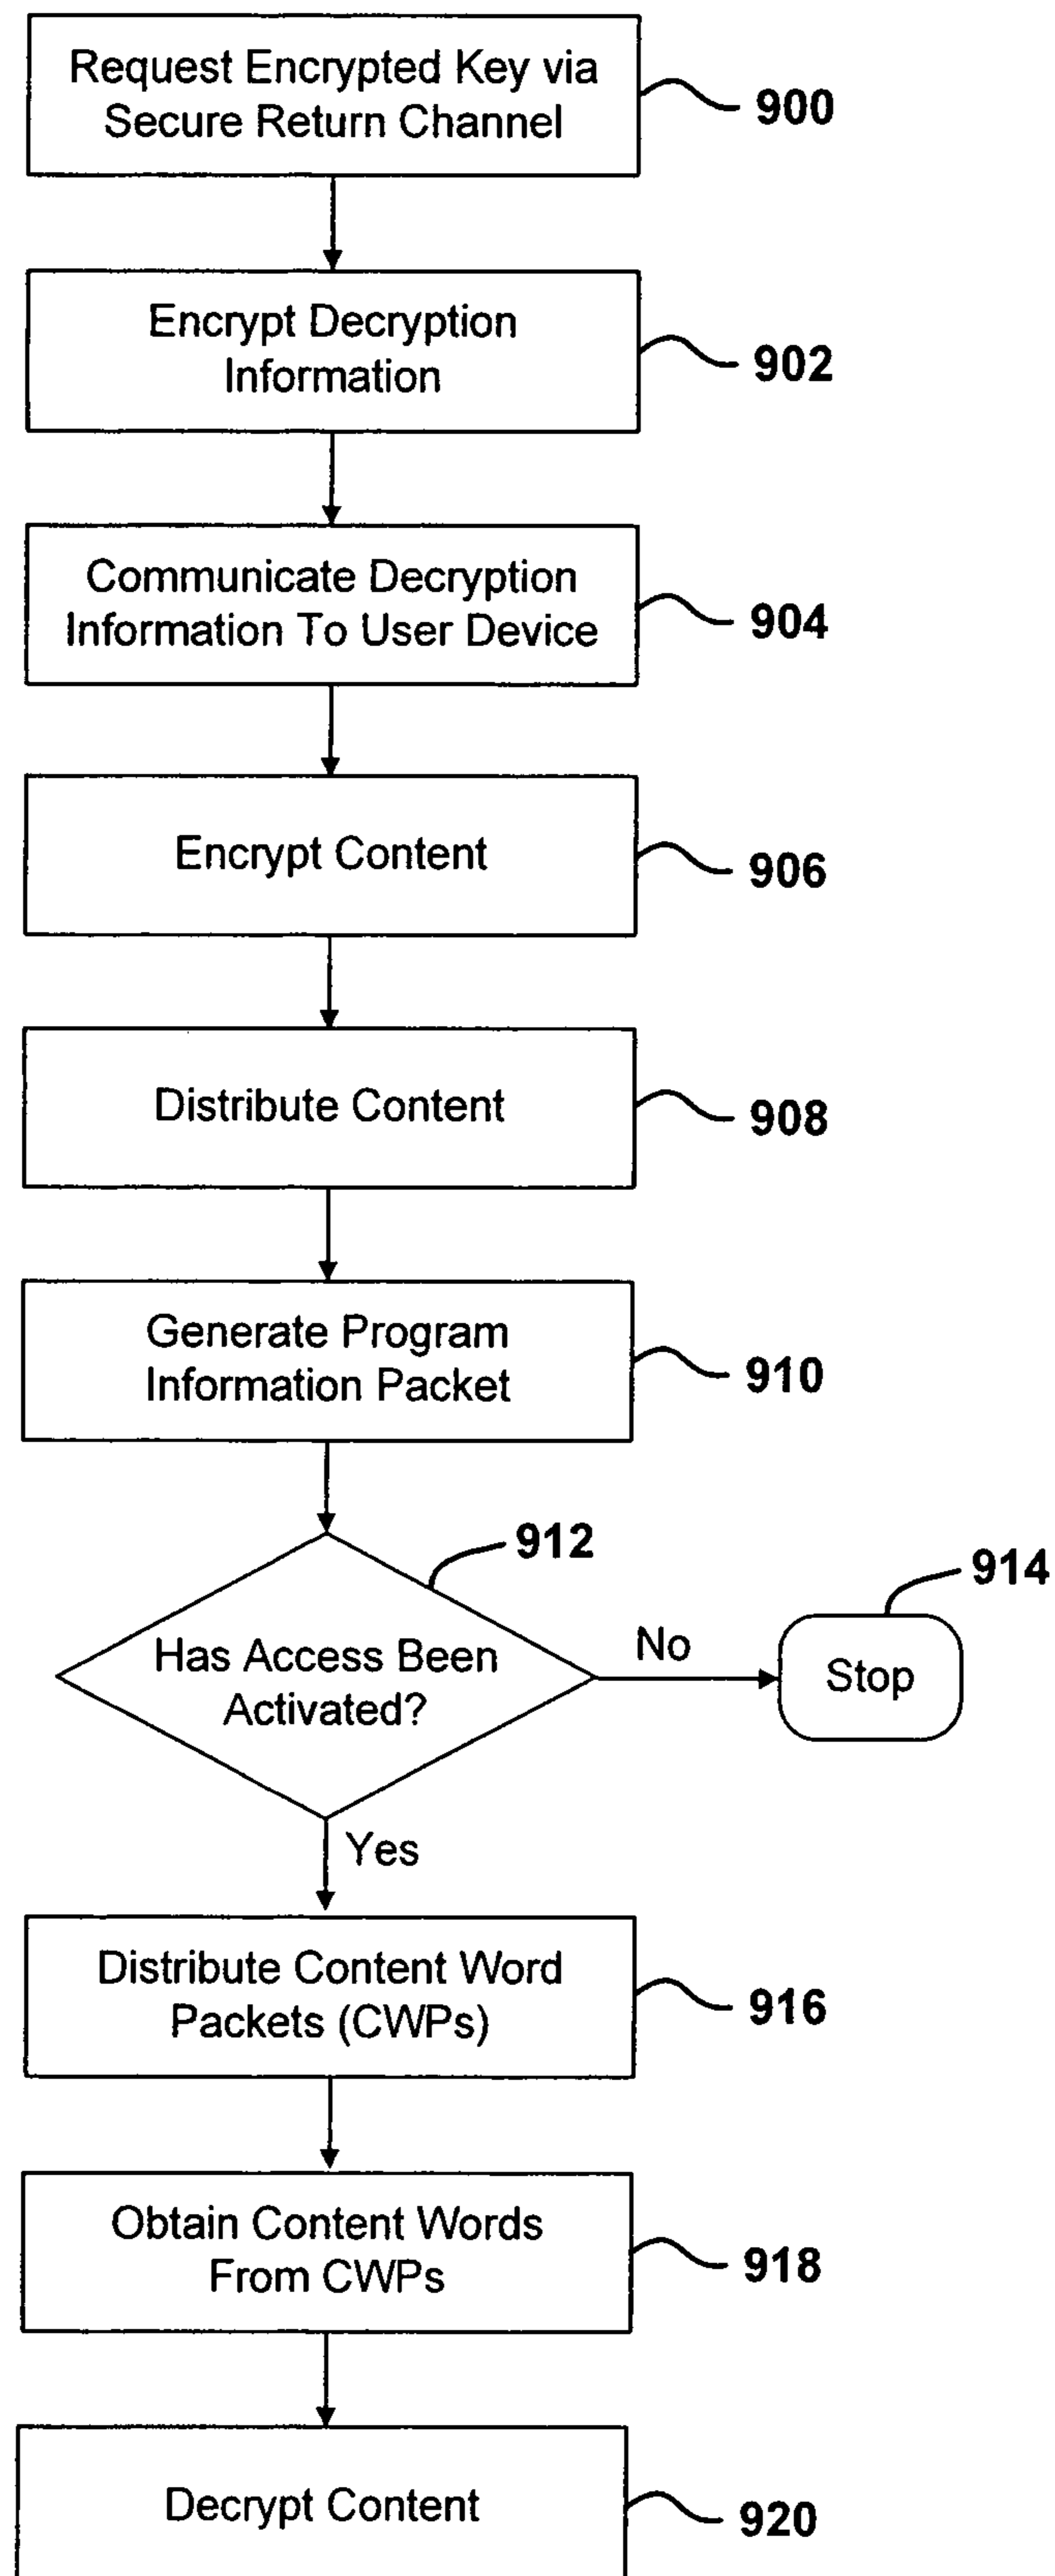 Request Encrypted Key via
Secure Return Channel
900
Encrypt Decryption
Information
902
Communicate Decryption
Information To User Device
904
Encrypt Content
906
Distribute Content
908
Generate Program
Information Packet
910
912
Has Access Been
Activated?
No
914
Stop
Yes
Distribute Content Word
Packets (CWPs)
916
Obtain Content Words
From CWPs
918
Decrypt Content
920